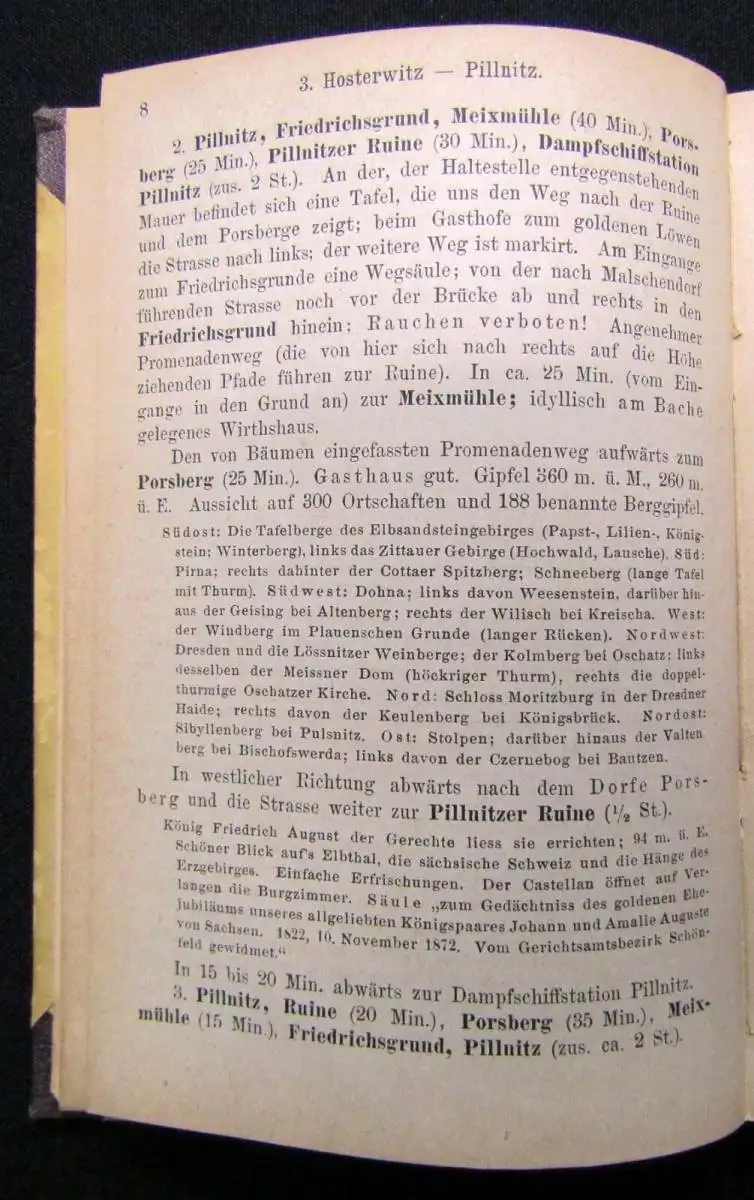 3. Hosterwitz — Pillnitz.
8
2. Pillnitz, Friedrichsgrund, Meixmühle (40 Min.), Pors-
berg (25 Min.), Pillnitzer Ruine (30 Min.), Dampfschiffstation
Pillnitz (zus. 2 St.). An der, der Haltestelle entgegenstehenden
Mauer befindet sich eine Tafel, die uns den Weg nach der Ruine
und dem Porsberge zeigt; beim Gasthofe zum goldenen Löwen
die Strasse nach links; der weitere Weg ist markirt. Am Eingange
zum Friedrichsgrunde eine Wegsäule; von der nach Malschendorf
führenden Strasse noch vor der Brücke ab und rechts in den
Friedrichsgrund hinein; Rauchen verboten! Angenehmer
Promenadenweg (die von hier sich nach rechts auf die Höhe
ziehenden Pfade führen zur Ruine). In ca. 25 Min. (vom Ein-
gange in den Grund an) zur Meixmühle; idyllisch am Bache
gelegenes Wirthshaus.
Den von Bäumen eingefassten Promenadenweg aufwärts zum
Porsberg (25 Min.). Gasthaus gut. Gipfel 360 m. ü. M., 260 m.
ü. E. Aussicht auf 300 Ortschaften und 188 benannte Berggipfel.
Südost: Die Tafelberge des Elbsandsteingebirges (Papst-, Lilien-, König-
stein; Winterberg), links das Zittauer Gebirge (Hochwald, Lausche). Süd:
Pirna; rechts dahinter der Cottaer Spitzberg; Schneeberg (lange Tafel
mit Thurm). Südwest: Dohna; links davon Weesenstein, darüber hin-
aus der Geising bei Altenberg; rechts der Wilisch bei Kreischa. West:
der Windberg im Plauenschen Grunde (langer Rücken). Nordwest:
Dresden und die Lössnitzer Weinberge; der Kolmberg bei Oschatz: links
desselben der Meissner Dom (höckriger Thurm), rechts die doppel-
thurmige Oschatzer Kirche. Nord: Schloss Moritzburg in der Dresdner
Haide; rechts davon der Keulenberg bei Königsbrück. Nordost:
Sibyllenberg bei Pulsnitz. Ost: Stolpen; darüber hinaus der Valten
berg bei Bischofswerda; links davon der Czernebog bei Bautzen.
In westlicher Richtung abwärts nach dem Dorfe Pors-
berg und die Strasse weiter zur Pillnitzer Ruine (½ St.).
König Friedrich August der Gerechte liess sie errichten; 94 m. ü. E.
Schöner Blick auf's Elbthal, die sächsische Schweiz und die Hänge des
Erzgebirges. Einfache Erfrischungen. Der Castellan öffnet auf Ver-
langen die Burgzimmer. Säule „zum Gedächtniss des goldenen Ehe-
jubiläums unseres allgeliebten Königspaares Johann und Amalie Auguste
von Sachsen. 1822, 10. November 1872. Vom Gerichtsamtsbezirk Schön-
feld gewidmet.“
In 15 bis 20 Min. abwärts zur Dampfschiffstation Pillnitz.
3. Pillnitz, Ruine (20 Min.), Porsberg (35 Min.), Meix-
mühle (15 Min.), Friedrichsgrund, Pillnitz (zus. ca. 2 St.).